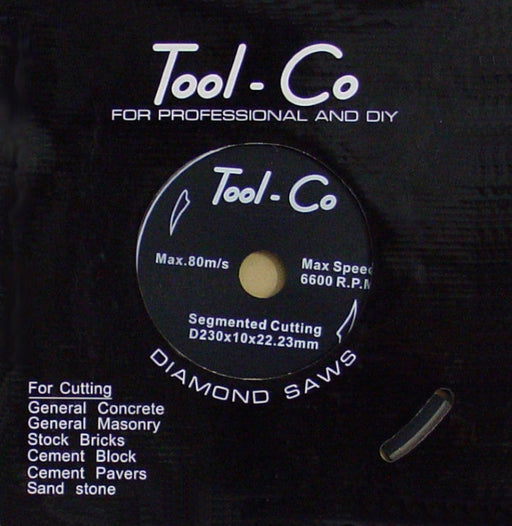 Tool-Co
FOR PROFESSIONAL AND DIY
Tool-Co
Max.80m/s
Max Spee
6600 R.P.M
Segmented Cutting
D230x10x22.23mm
DIAMOND SAWS
For Cutting
General Concrete
General Masonry
Stock Bricks
Cement Block
Cement Pavers
Sand stone